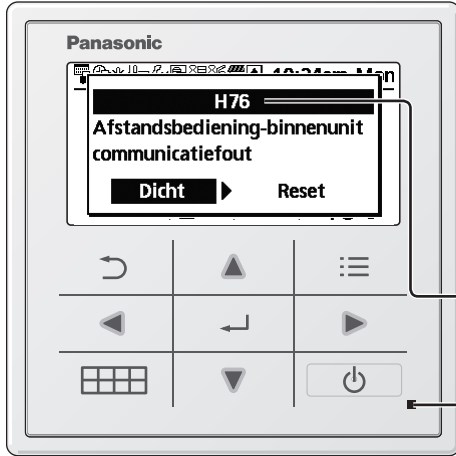 Panasonic
10:34am, Mon
H76
Afstandsbediening-binnenunit
communicatiefout
Dicht Reset